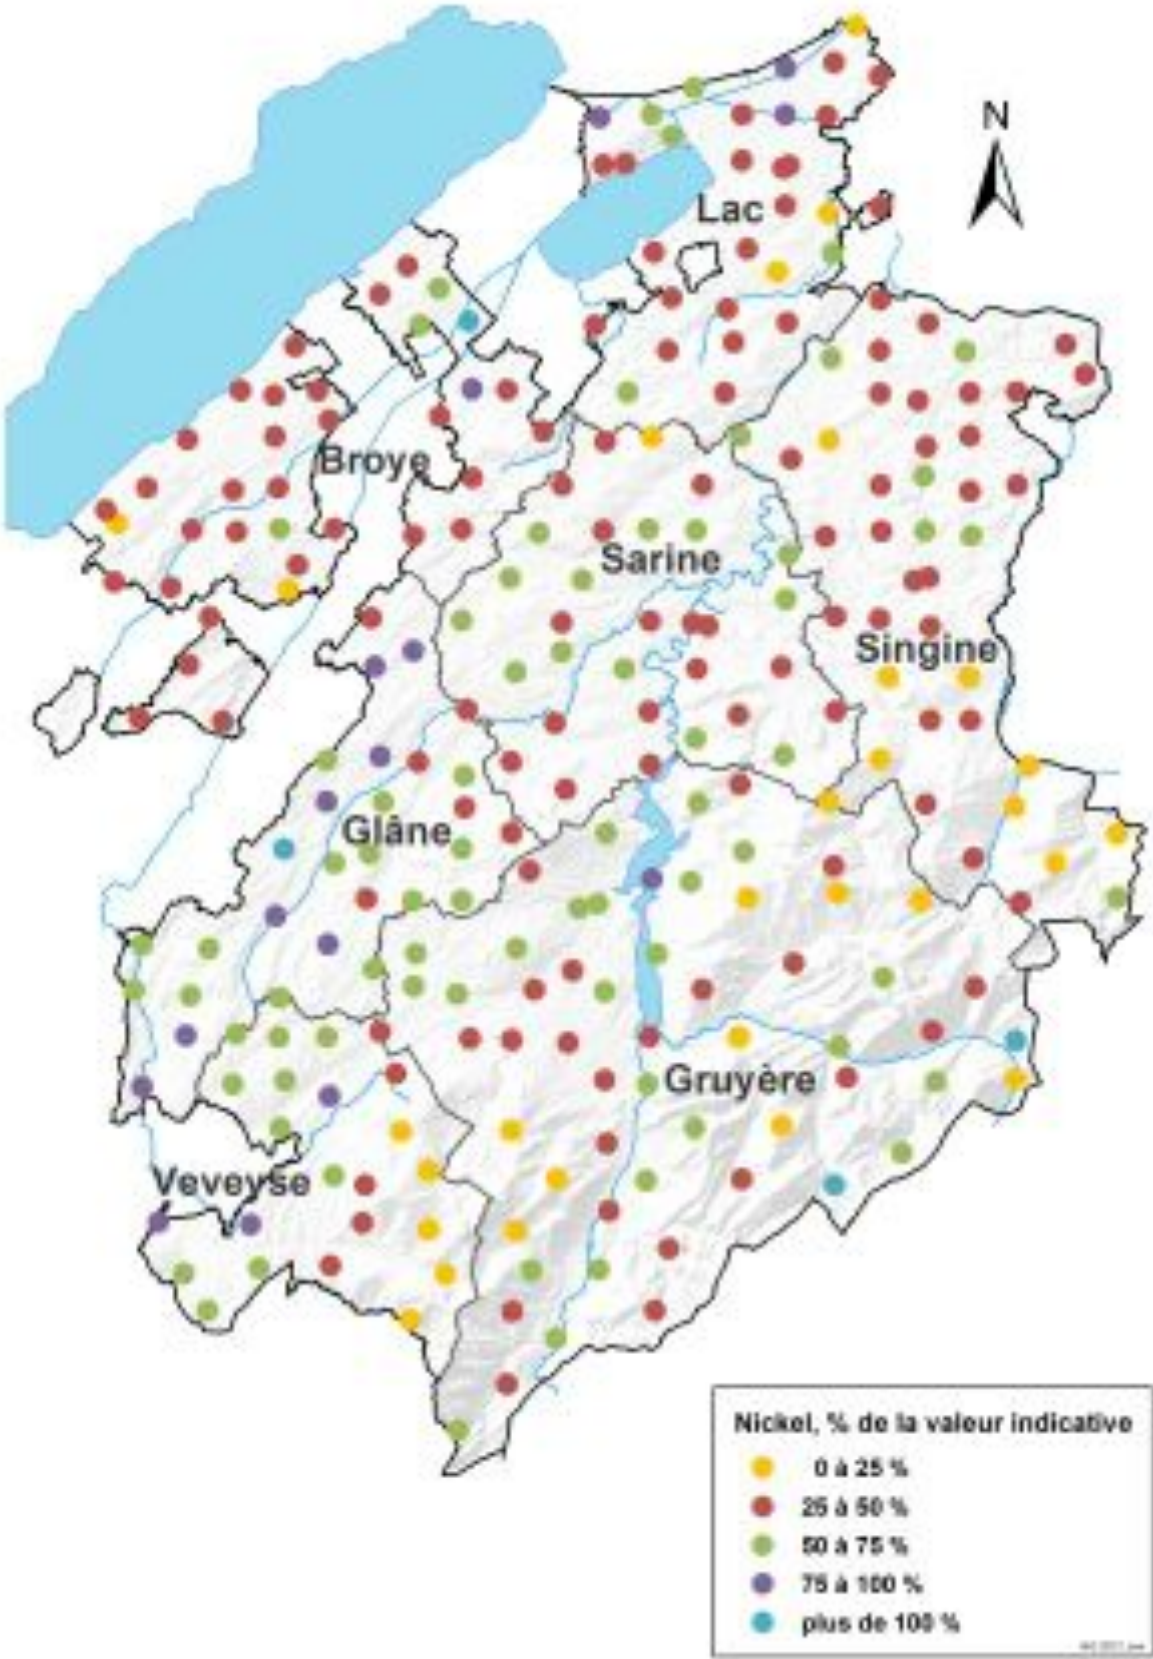 N
Lac
Broye
Sarine
Singine
Glâne
Gruyère
Veveyse
Nickel, % de la valeur indicative
0 à 25 %
25 à 50 %
50 à 75 %
75 à 100 %
plus de 100 %